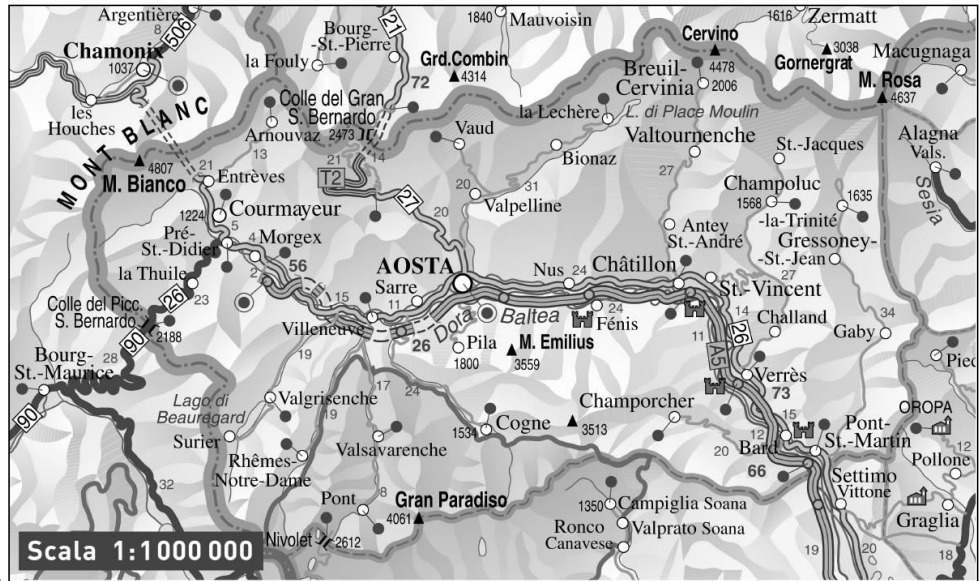 Argentière
8
506
Chamonix
1037
les
Houches
MONT BLANC
4807
M. Bianco
Bourg-
-St.-Pierre
la Fouly
21
72
Colle del Gran
S. Bernardo
2473
Arnouvaz
13
21
14
T2
27
1840
Mauvoisin
Grd.Combin
4314
Vaud
20
Valpelline
31
20
la Lechère
Bionaz
L. di Place Moulin
Cervino
4478
Breuil-
Cervinia
2006
Valtournenche
27
Antey
St.-André
1616
Zermatt
3038
Gornergrat
Macugnaga
M. Rosa
4637
Alagna
Vals.
Sesia
St.-Jacques
Champoluc
1568
-la-Trinité
1635
Gressoney-
-St.-Jean
27
34
Gaby
21
Entrèves
1224
Courmayeur
5
Pré-
St.-Didier
4
Morgex
2
56
la Thuile
23
26
Colle del Picc.
S. Bernardo
2188
90
28
Bourg-
St.-Maurice
90
32
15
Villeneuve
11
AOSTA
Sarre
26
Dora Baltea
Pila
1800
M. Emilius
3559
Nus
24
24
Fénis
Châtillon
St.-Vincent
14
11
A5
26
Challand
Verrès
73
Champorcher
3513
20
12
Bard
66
15
Pont-
-St.-Martin
Settimo
Vittone
19
20
OROPA
12
Pollone
Graglia
18
19
Lago di
Beauregard
Valgrisenche
19
Surier
Rhêmes-
Notre-Dame
17
24
Valsavarenche
1534
Cogne
Pont
8
Gran Paradiso
4061
Nivolet
2612
1350
Campiglia Soana
Ronco
Canavese
Valprato Soana
Scala 1:1 000 000